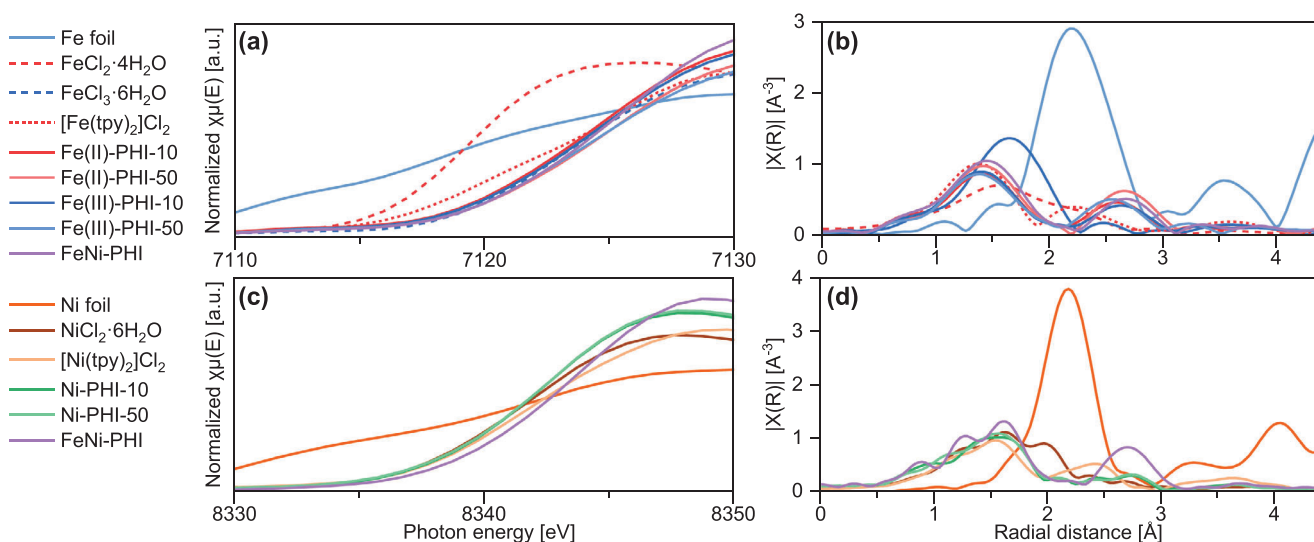 Fe foil
FeCl₂·4H₂O
FeCl₃·6H₂O
[Fe(tpy)₂]Cl₂
Fe(II)-PHI-10
Fe(II)-PHI-50
Fe(III)-PHI-10
Fe(III)-PHI-50
FeNi-PHI
(a)
Normalized χμ(E) [a.u.]
7110 7120 7130
(b)
|X(R)| [A⁻³]
3
2
1
0
0 1 2 3 4
Ni foil
NiCl₂·6H₂O
[Ni(tpy)₂]Cl₂
Ni-PHI-10
Ni-PHI-50
FeNi-PHI
(c)
Normalized χμ(E) [a.u.]
8330 8340 8350
Photon energy [eV]
(d)
|X(R)| [A⁻³]
4
3
2
1
0
0 1 2 3 4
Radial distance [Å]